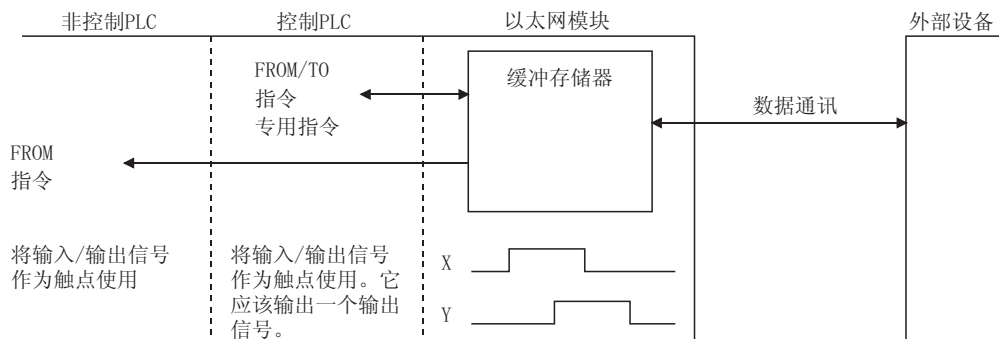 非控制PLC
控制PLC
以太网模块
外部设备
FROM/TO
指令
专用指令
缓冲存储器
数据通讯
FROM
指令
将输入/输出信号
作为触点使用
将输入/输出信号
作为触点使用。它
应该输出一个输出
信号。
X
Y